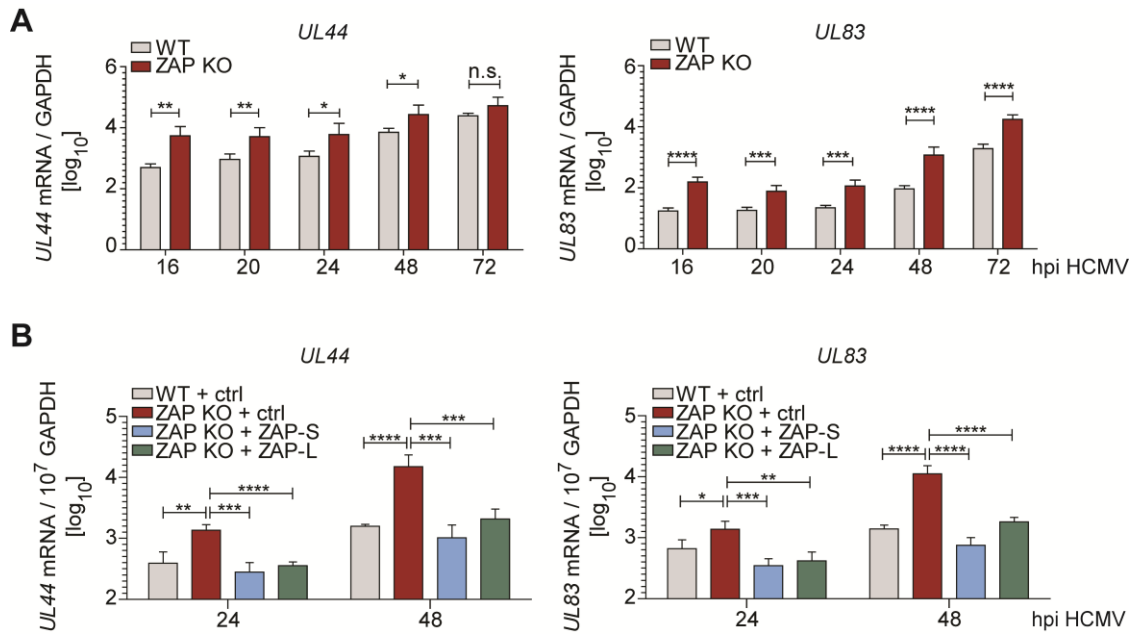 A
UL44
WT
ZAP KO
UL44 mRNA / GAPDH
[log10]
6
4
2
0
** ** * * n.s.
16 20 24 48 72
UL83
WT
ZAP KO
UL83 mRNA / GAPDH
[log10]
6
4
2
0
**** *** *** **** ****
16 20 24 48 72 hpi HCMV
B
UL44
WT + ctrl
ZAP KO + ctrl
ZAP KO + ZAP-S
ZAP KO + ZAP-L
UL44 mRNA / 10^7 GAPDH
[log10]
5
4
3
2
****
** ***
***
**** ***
24 48
UL83
WT + ctrl
ZAP KO + ctrl
ZAP KO + ZAP-S
ZAP KO + ZAP-L
UL83 mRNA / 10^7 GAPDH
[log10]
5
4
3
2
**
* ***
****
**** ****
24 48 hpi HCMV